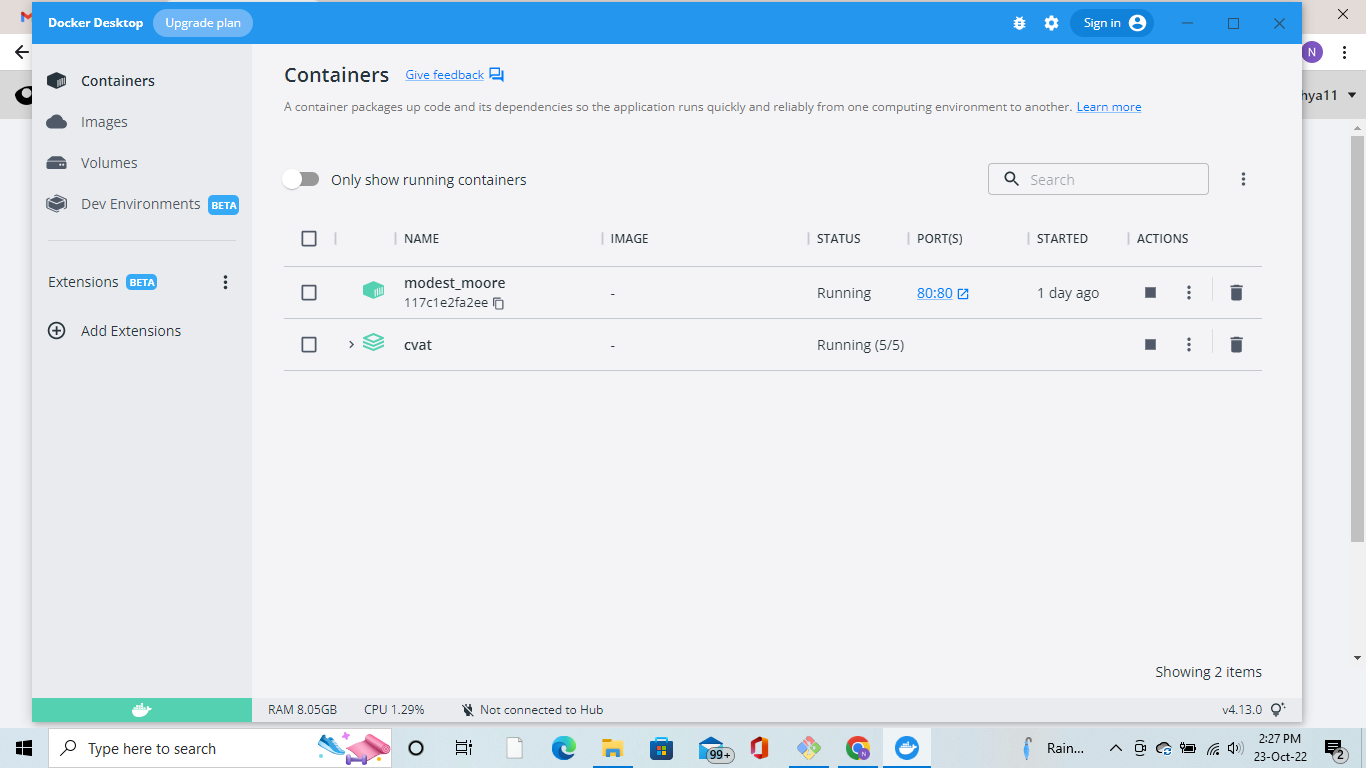 Docker Desktop Upgrade plan Sign in
N
hya11
Containers
Images
Volumes
Dev Environments BETA
Extensions BETA
Add Extensions
Containers Give feedback
A container packages up code and its dependencies so the application runs quickly and reliably from one computing environment to another. Learn more
Only show running containers Search
NAME IMAGE STATUS PORT(S) STARTED ACTIONS
modest_moore - Running 80:80 1 day ago
117c1e2fa2ee
cvat - Running (5/5)
Showing 2 items
RAM 8.05GB CPU 1.29% Not connected to Hub v4.13.0
Type here to search 99+ N Rain... 2:27 PM
23-Oct-22 2